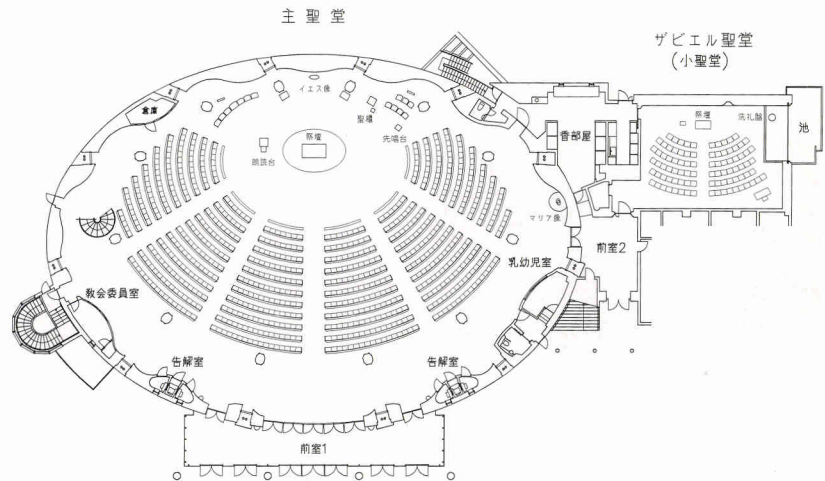 主聖堂
ザビエル聖堂
(小聖堂)
倉庫
イエス像
聖櫃
先唱台
祭壇
朗読台
香部屋
祭壇
洗礼盤
池
マリア像
前室2
乳幼児室
教会委員室
告解室
告解室
前室1